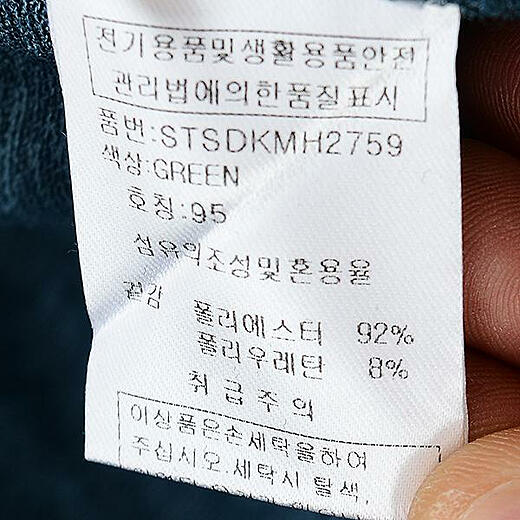 전기용품및생활용품안전
관리법에의한품질표시
품번:STSDKMH2759
색상:GREEN
호칭:95
섬유의조성및혼용율
겉감
폴리에스터 92%
폴리우레탄 8%
취급주의
이상품은손세탁을하여
주십시오.세탁시 탈색,